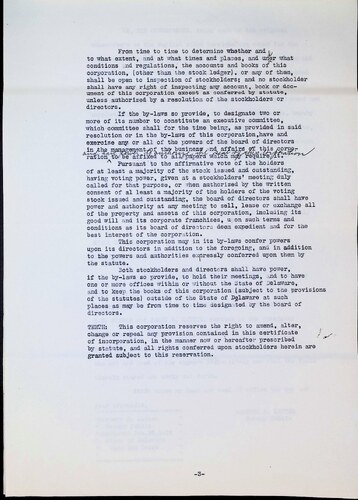 From time to time to determine whether and
to what extent, and at what times and places, and under what
conditions and regulations, the accounts and books of this
corporation, (other than the stock ledger), or any of them,
shall be open to inspection of stockholders; and no stockholder
shall have any right of inspecting any account, book or doc-
ument of this corporation except as conferred by statute,
unless authorized by a resolution of the stockholders or
directors.
If the by-laws so provide, to designate two or
more of its number to constitute an executive committee,
which committee shall for the time being, as provided in said
resolution or in the by-laws of this corporation,have and
exercise any or all of the powers of the board of directors
in the management of the business and affairs of this corpo-
ration to be affixed to all papers which may require it.
Pursuant to the affirmative vote of the holders
of at least a majority of the stock issued and outstanding,
having voting power, given at a stockholders' meeting duly
called for that purpose, or when authorized by the written
consent of at least a majority of the holders of the voting
stock issued and outstanding, the board of directors shall have
power and authority at any meeting to sell, lease or exchange all
of the property and assets of this corporation, including its
good will and its corporate franchises, upon such terms and
conditions as its board of directors deem expedient and for the
best interest of the corporation.
This corporation may in its by-laws confer powers
upon its directors in addition to the foregoing, and in addition
to the powers and authorities expressly conferred upon them by
the statute.
Both stockholders and directors shall have power,
if the by-laws so provide, to hold their meetings, and to have
one or more offices within or without the State of Delaware,
and to keep the books of this corporation (subject to the provisions
of the statutes) outside of the State of Delaware at such
places as may be from time to time designated by the board of
directors.
TENTH: This corporation reserves the right to amend, alter,
change or repeal any provision contained in this certificate
of incorporation, in the manner now or hereafter prescribed
by statute, and all rights conferred upon stockholders herein are
granted subject to this reservation.
-3-